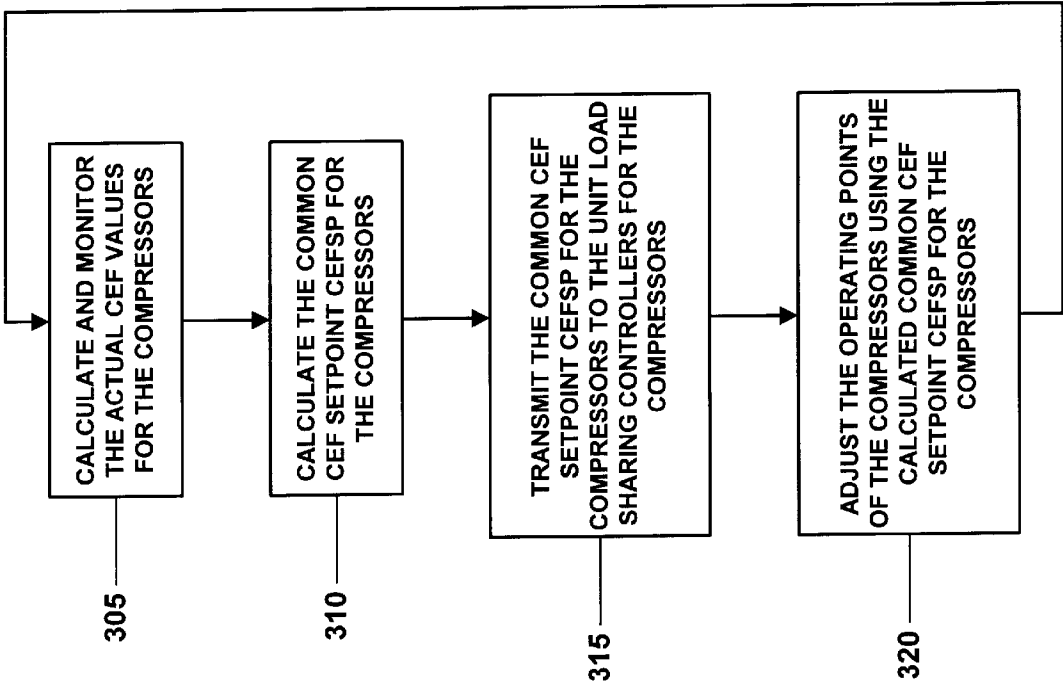 CALCULATE AND MONITOR
THE ACTUAL CEF VALUES
FOR THE COMPRESSORS
305
CALCULATE THE COMMON
CEF SETPOINT CEFSP FOR
THE COMPRESSORS
310
TRANSMIT THE COMMON CEF
SETPOINT CEFSP FOR THE
COMPRESSORS TO THE UNIT LOAD
SHARING CONTROLLERS FOR THE
COMPRESSORS
315
ADJUST THE OPERATING POINTS
OF THE COMPRESSORS USING THE
CALCULATED COMMON CEF
SETPOINT CEFSP FOR THE
COMPRESSORS
320